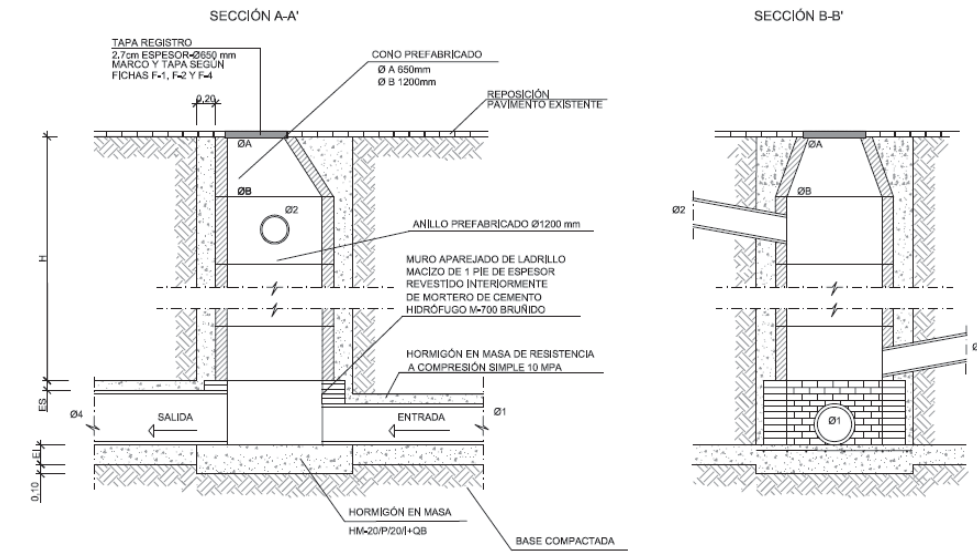 SECCIÓN A-A'
SECCIÓN B-B'
TAPA REGISTRO
2.7cm ESPESOR-Ø650 mm
MARCO Y TAPA SEGÚN
FICHAS F-1, F-2 Y F-4
CONO PREFABRICADO
Ø A 650mm
Ø B 1200mm
REPOSICIÓN
PAVIMENTO EXISTENTE
0,20
ØA
ØB
Ø2
ANILLO PREFABRICADO Ø1200 mm
MURO APAREJADO DE LADRILLO
MACIZO DE 1 PIE DE ESPESOR
REVESTIDO INTERIORMENTE
DE MORTERO DE CEMENTO
HIDRÓFUGO M-700 BRUÑIDO
HORMIGÓN EN MASA DE RESISTENCIA
A COMPRESIÓN SIMPLE 10 MPA
H
ES
EI
0,10
Ø4
SALIDA
ENTRADA
Ø1
HORMIGÓN EN MASA
HM-20/P/20/I+QB
BASE COMPACTADA
ØA
ØB
Ø2
Ø1